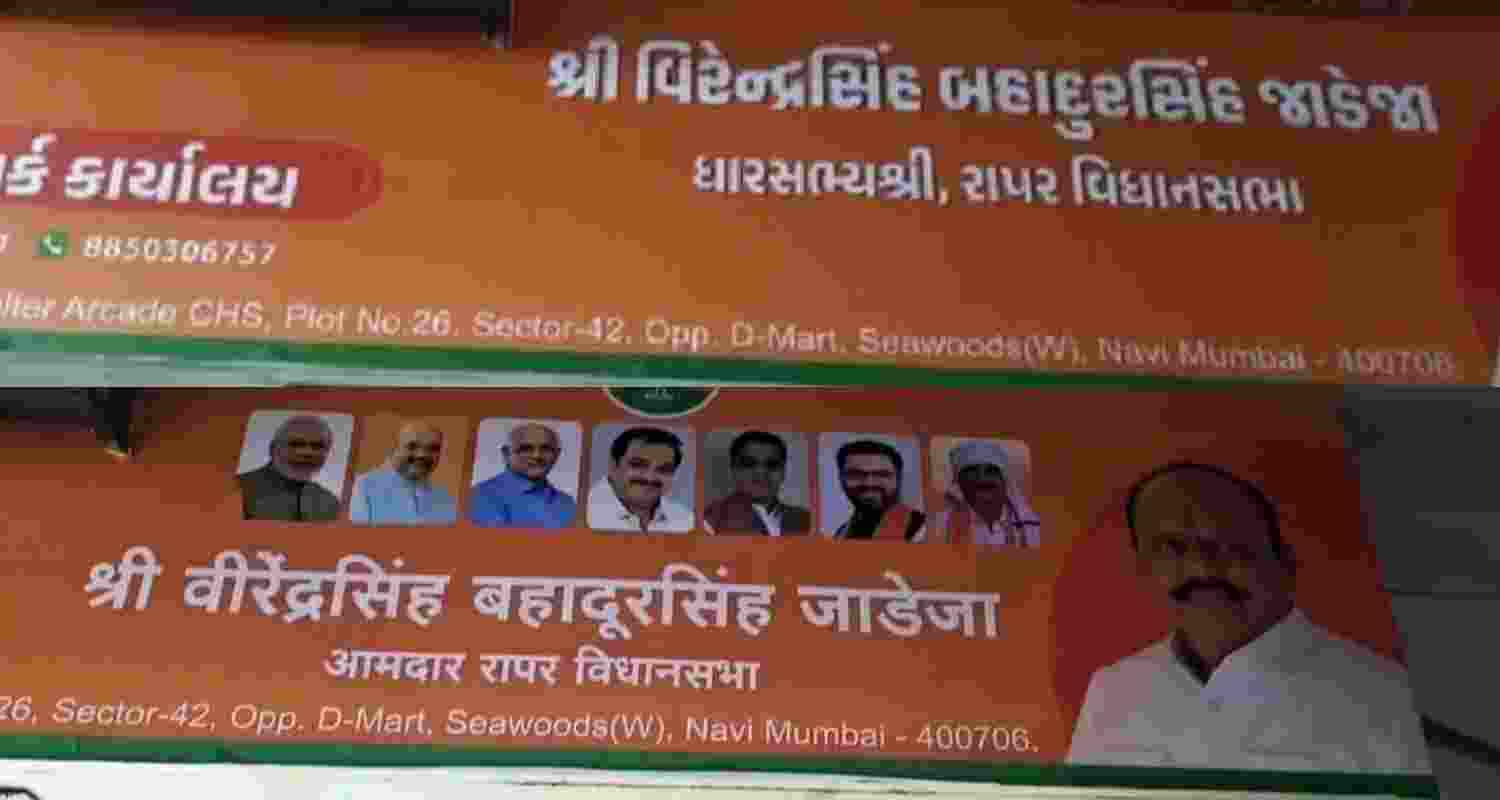 શ્રી વિરેન્દ્રસિંહ બહાદુરસિંહ જાડેજા
ધારસભ્યશ્રી, રાપર વિધાનસભા
કાર્યાલય
8850306757
Arcade CHS, Plot No.26, Sector-42, Opp. D-Mart, Seawoods(W), Navi Mumbai - 400706
श्री वीरेंद्रसिंह बहादूरसिंह जाडेजा
आमदार रापर विधानसभा
26, Sector-42, Opp. D-Mart, Seawoods(W), Navi Mumbai - 400706.